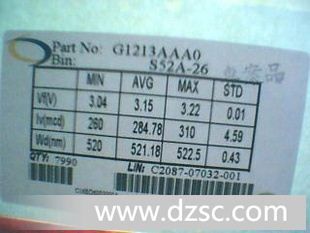 Part No: G1213AAA0
Bin: S52A-26
MIN AVG MAX STD
Vf(V) 3.04 3.15 3.22 0.01
Iv(mcd) 260 284.78 310 4.59
Wd(nm) 520 521.18 522.5 0.43
QTY: 7990 LIN: C2087-07032-001
www.dzsc.com